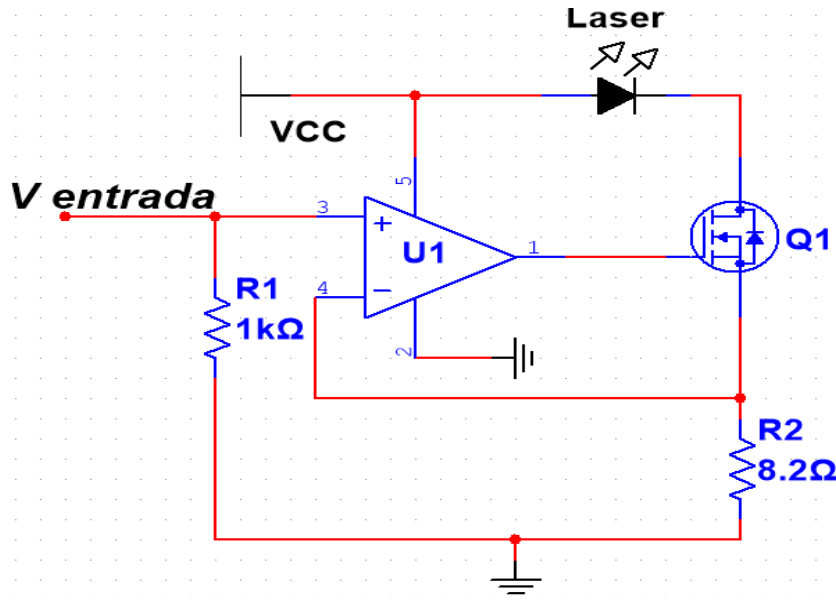 Laser
VCC
V entrada
5
3
+
U1
1
Q1
R1
1kΩ
4
−
2
R2
8.2Ω